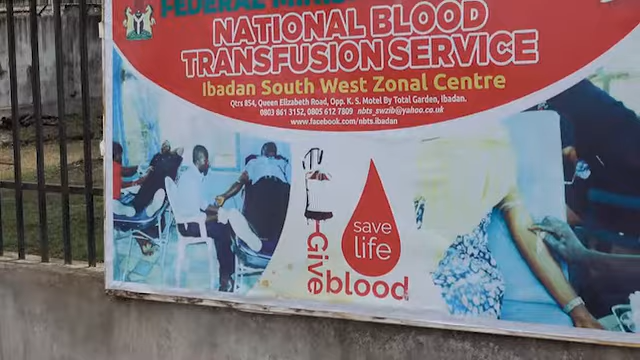 FEDERAL
NATIONAL BLOOD
TRANSFUSION SERVICE
Ibadan South West Zonal Centre
Qtrs 854, Queen Elizabeth Road, Opp. K. S. Motel By Total Garden, Ibadan.
0803 861 3152, 0805 612 7809 nbts_swzib@yahoo.co.uk
www.facebook.com/nbts.ibadan
save
life
Give
blood